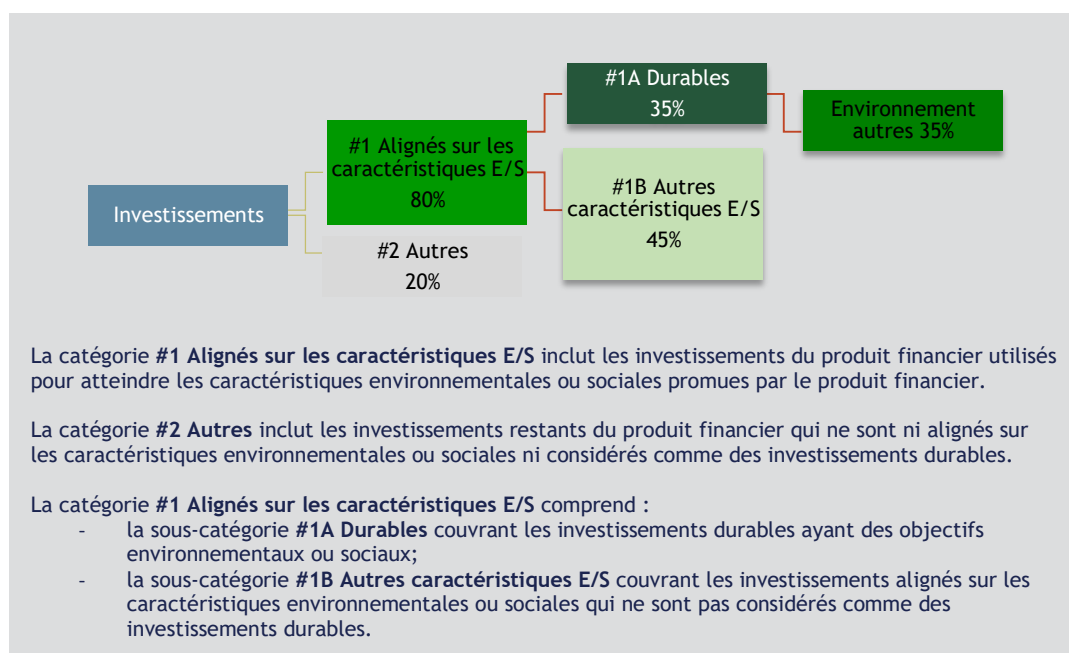 #1A Durables
35%
Environnement
autres 35%
#1 Alignés sur les
caractéristiques E/S
80%
#1B Autres
caractéristiques E/S
45%
Investissements
#2 Autres
20%
La catégorie #1 Alignés sur les caractéristiques E/S inclut les investissements du produit financier utilisés
pour atteindre les caractéristiques environnementales ou sociales promues par le produit financier.
La catégorie #2 Autres inclut les investissements restants du produit financier qui ne sont ni alignés sur
les caractéristiques environnementales ou sociales ni considérés comme des investissements durables.
La catégorie #1 Alignés sur les caractéristiques E/S comprend :
- la sous-catégorie #1A Durables couvrant les investissements durables ayant des objectifs
environnementaux ou sociaux;
- la sous-catégorie #1B Autres caractéristiques E/S couvrant les investissements alignés sur les
caractéristiques environnementales ou sociales qui ne sont pas considérés comme des
investissements durables.